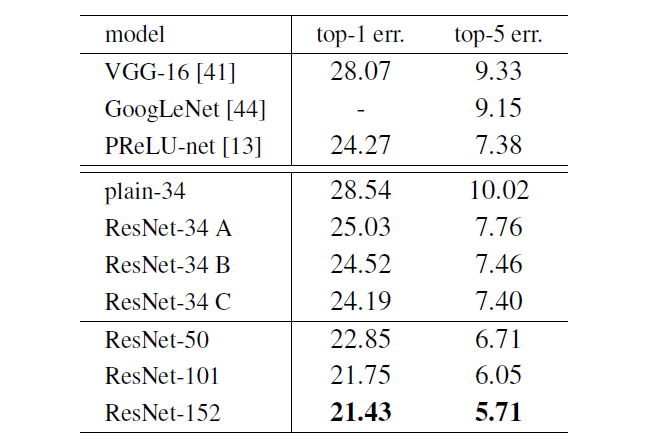 model top-1 err. top-5 err.
VGG-16 [41] 28.07 9.33
GoogLeNet [44] - 9.15
PReLU-net [13] 24.27 7.38
plain-34 28.54 10.02
ResNet-34 A 25.03 7.76
ResNet-34 B 24.52 7.46
ResNet-34 C 24.19 7.40
ResNet-50 22.85 6.71
ResNet-101 21.75 6.05
ResNet-152 21.43 5.71